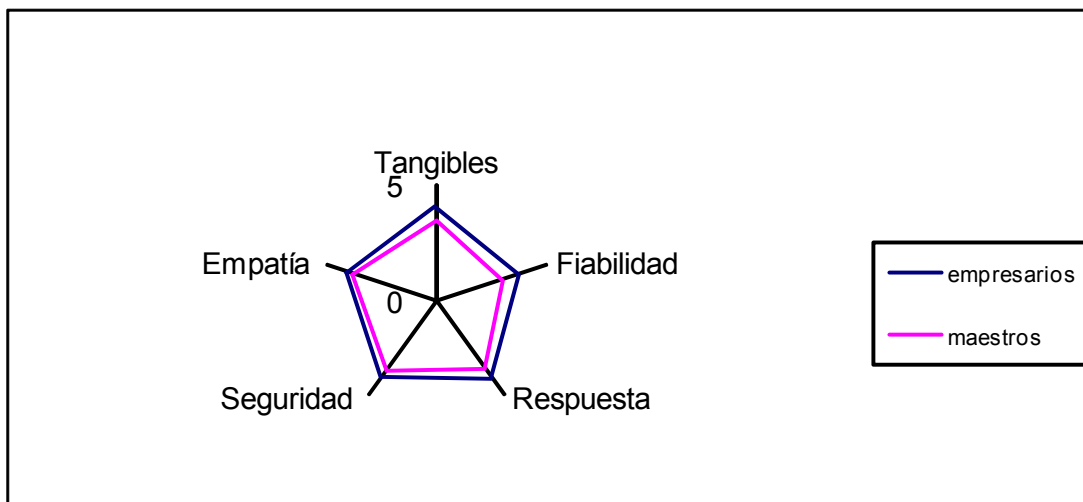 Tangibles
5
Empatía
Fiabilidad
0
Seguridad
Respuesta
empresarios
maestros